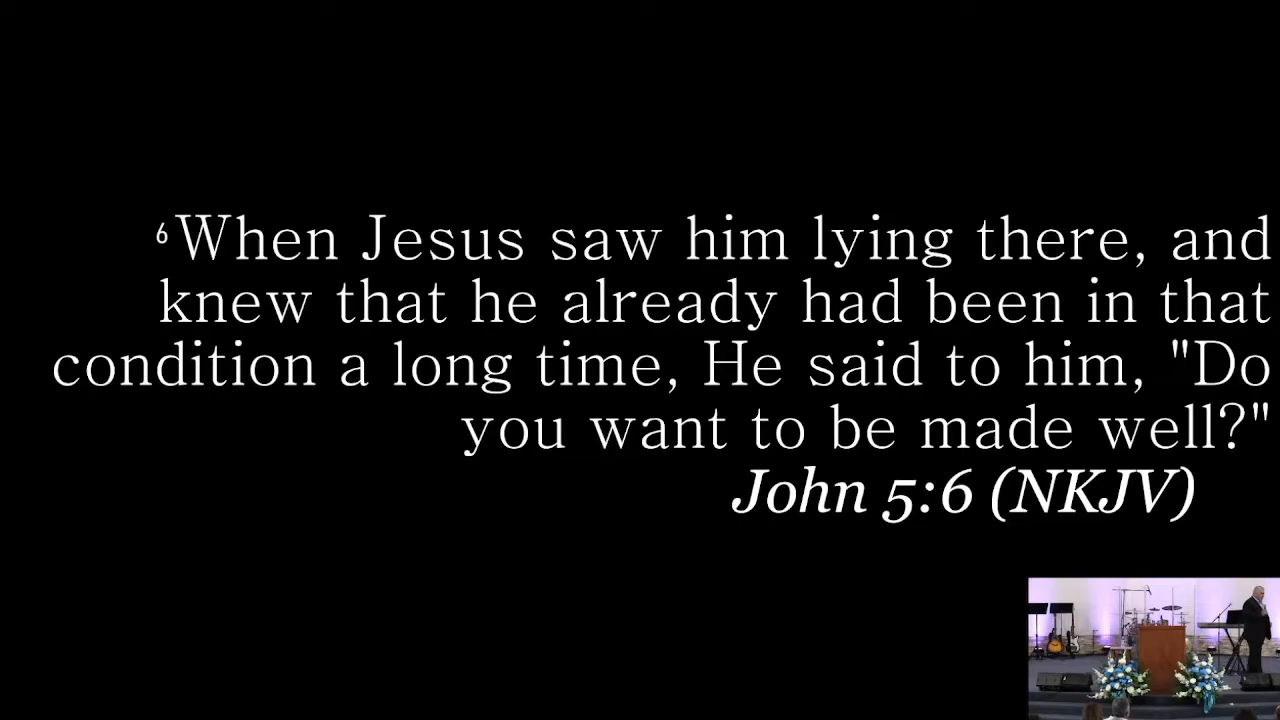 6When Jesus saw him lying there, and
knew that he already had been in that
condition a long time, He said to him, "Do
you want to be made well?"
John 5:6 (NKJV)